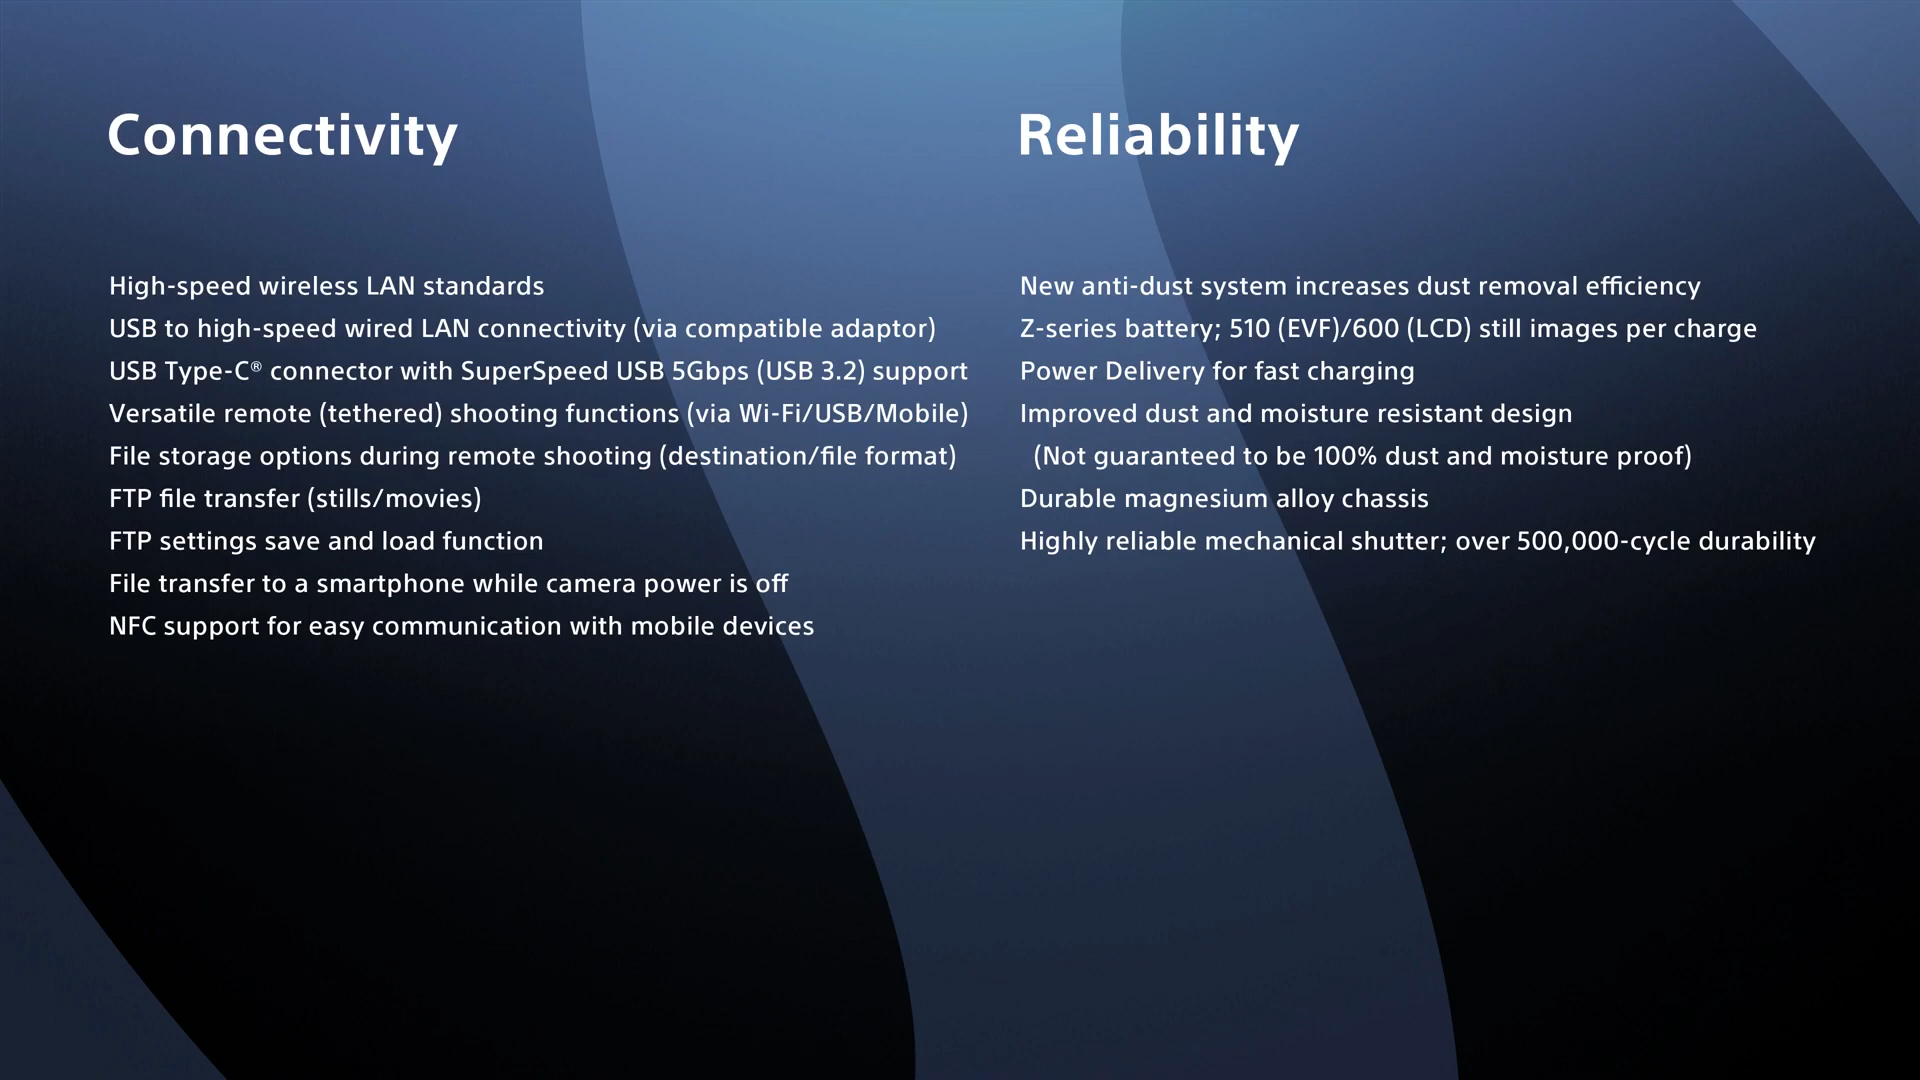 Connectivity
High-speed wireless LAN standards
USB to high-speed wired LAN connectivity (via compatible adaptor)
USB Type-C® connector with SuperSpeed USB 5Gbps (USB 3.2) support
Versatile remote (tethered) shooting functions (via Wi-Fi/USB/Mobile)
File storage options during remote shooting (destination/file format)
FTP file transfer (stills/movies)
FTP settings save and load function
File transfer to a smartphone while camera power is off
NFC support for easy communication with mobile devices
Reliability
New anti-dust system increases dust removal efficiency
Z-series battery; 510 (EVF)/600 (LCD) still images per charge
Power Delivery for fast charging
Improved dust and moisture resistant design
(Not guaranteed to be 100% dust and moisture proof)
Durable magnesium alloy chassis
Highly reliable mechanical shutter; over 500,000-cycle durability